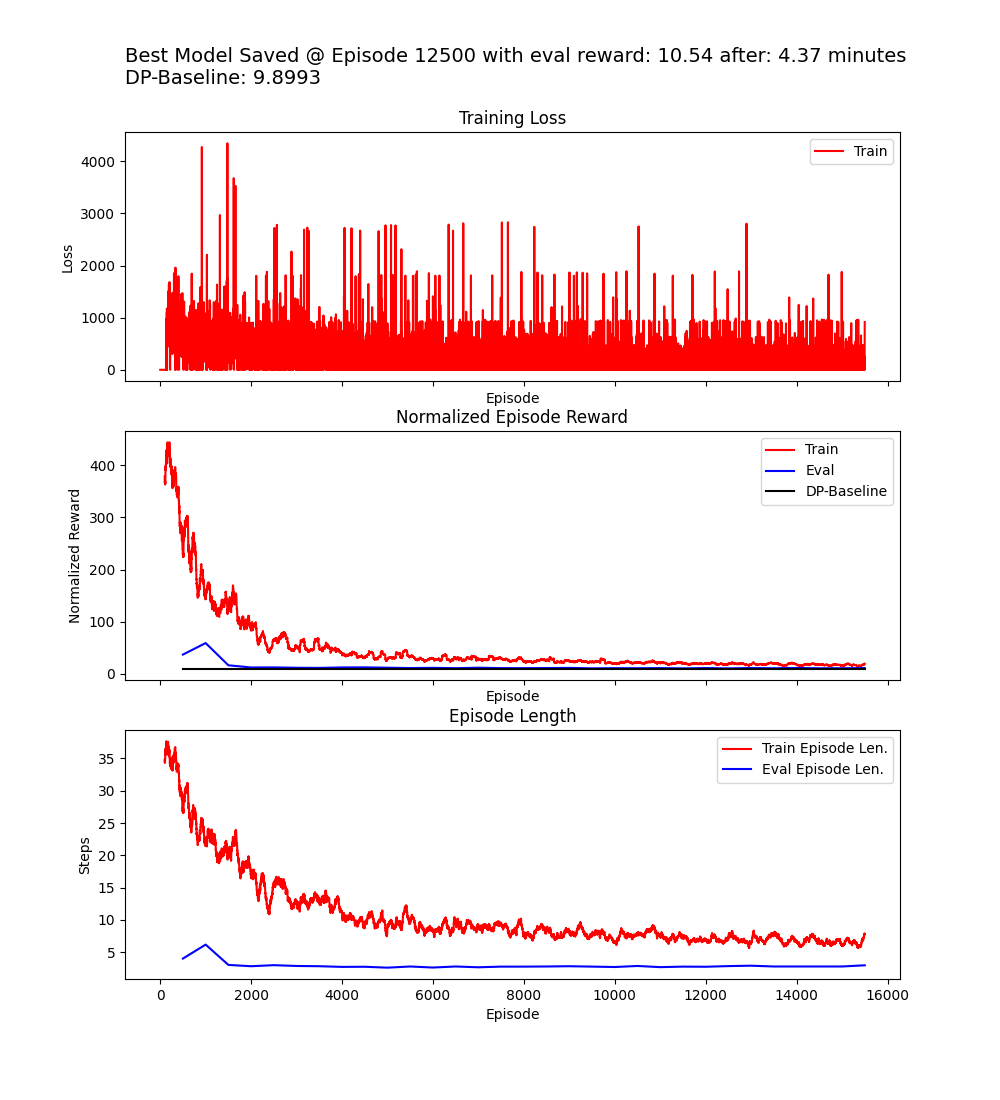 Best Model Saved @ Episode 12500 with eval reward: 10.54 after: 4.37 minutes
DP-Baseline: 9.8993
Training Loss
Train
4000
3000
2000
1000
0
Loss
Episode
Normalized Episode Reward
Train
Eval
DP-Baseline
400
300
200
100
0
Normalized Reward
Episode
Episode Length
Train Episode Len.
Eval Episode Len.
35
30
25
20
15
10
5
Steps
0 2000 4000 6000 8000 10000 12000 14000 16000
Episode